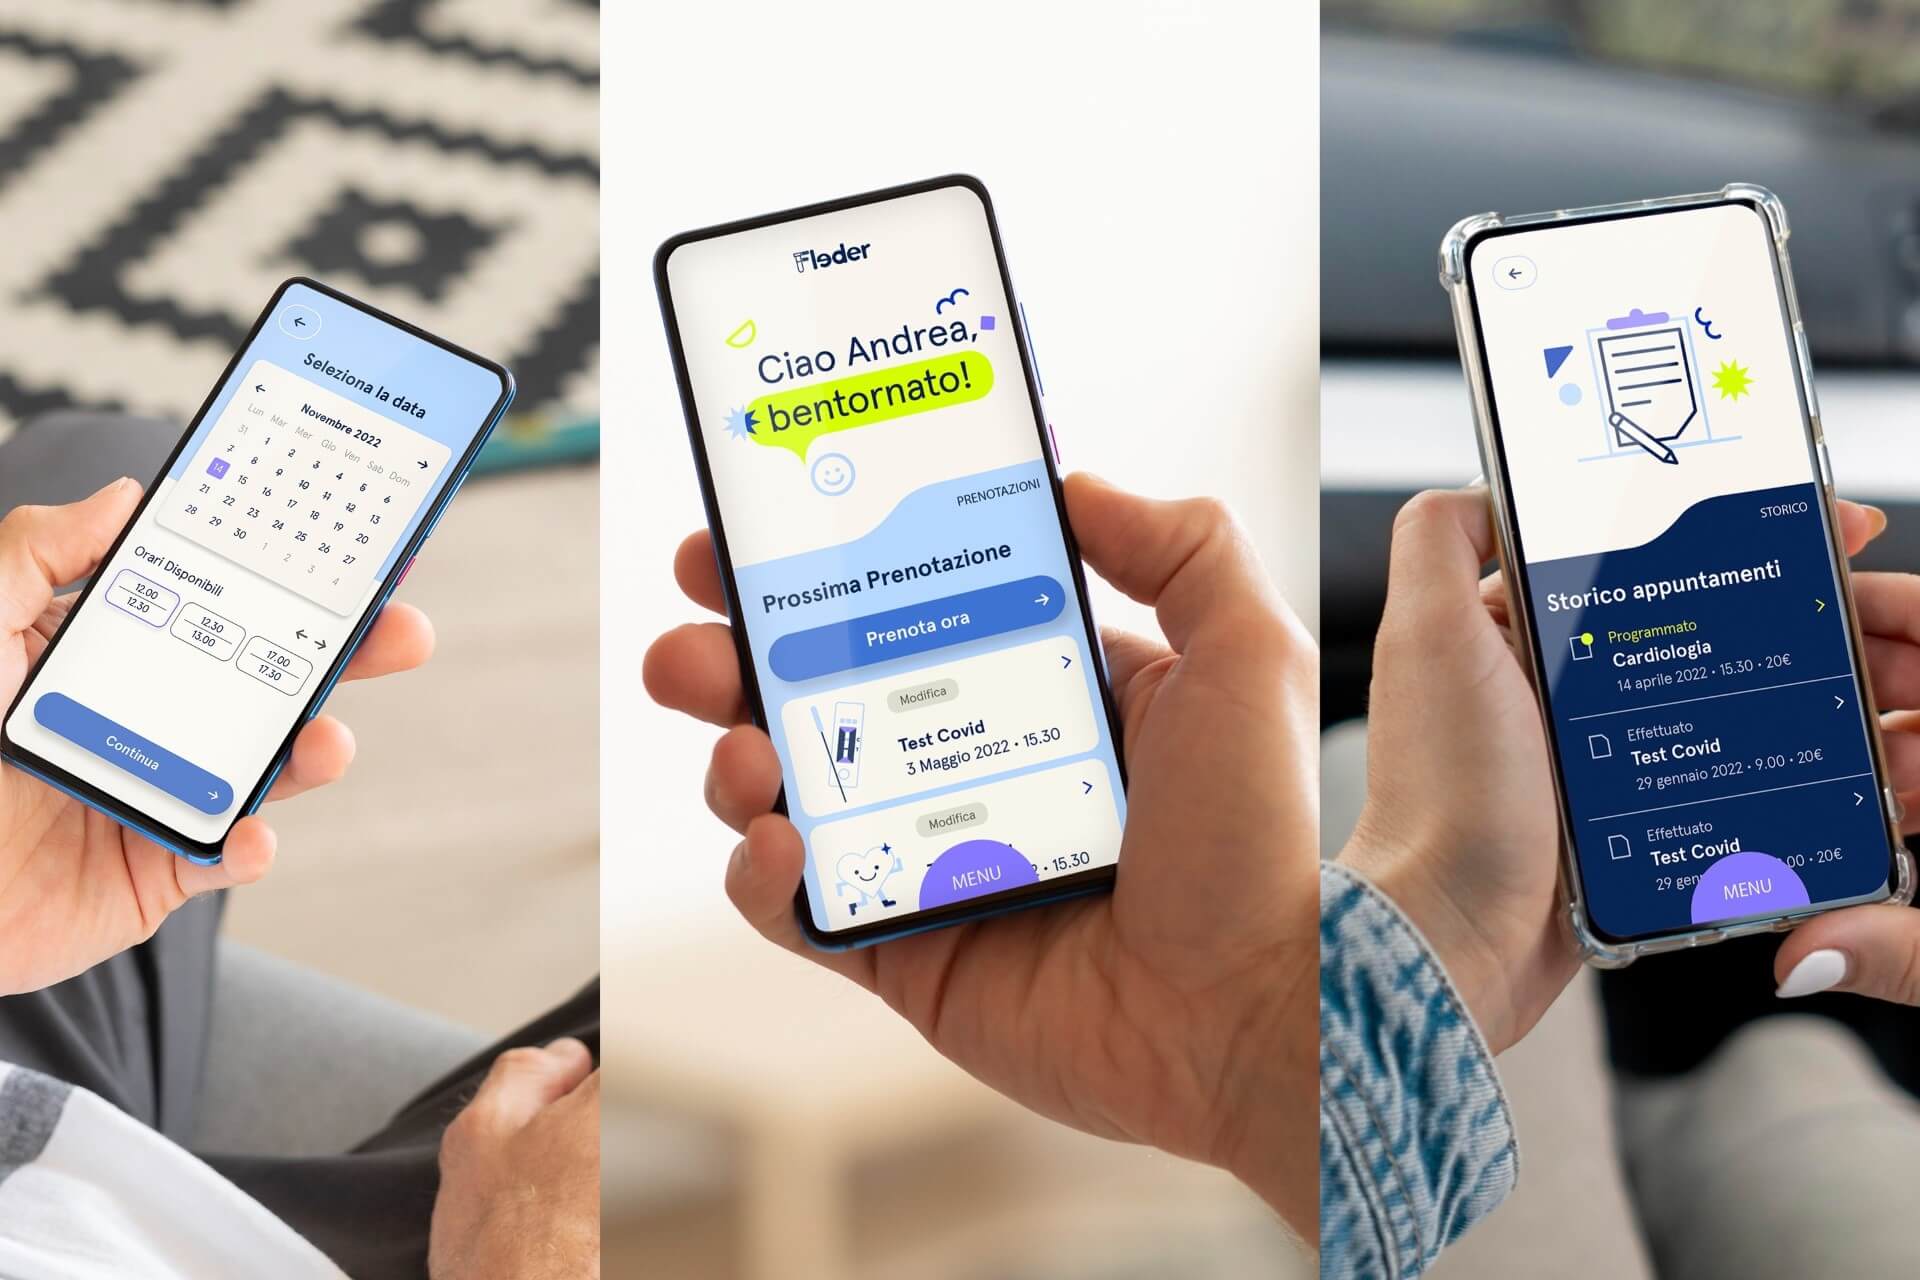 Seleziona la data
Novembre 2022
Lun Mar Mer Gio Ven Sab Dom
31 1 2 3 4 5 6
7 8 9 10 11 12 13
14 15 16 17 18 19 20
21 22 23 24 25 26 27
28 29 30 1 2 3 4
Orari Disponibili
12.00
12.30
12.30
13.00
17.00
17.30
Continua
Fleder
Ciao Andrea,
bentornato!
PRENOTAZIONI
Prossima Prenotazione
Prenota ora
Modifica
Test Covid
3 Maggio 2022 • 15.30
Modifica
• 15.30
MENU
STORICO
Storico appuntamenti
Programmato
Cardiologia
14 aprile 2022 • 15.30 • 20€
Effettuato
Test Covid
29 gennaio 2022 • 9.00 • 20€
Effettuato
Test Covid
29 • 20€
MENU